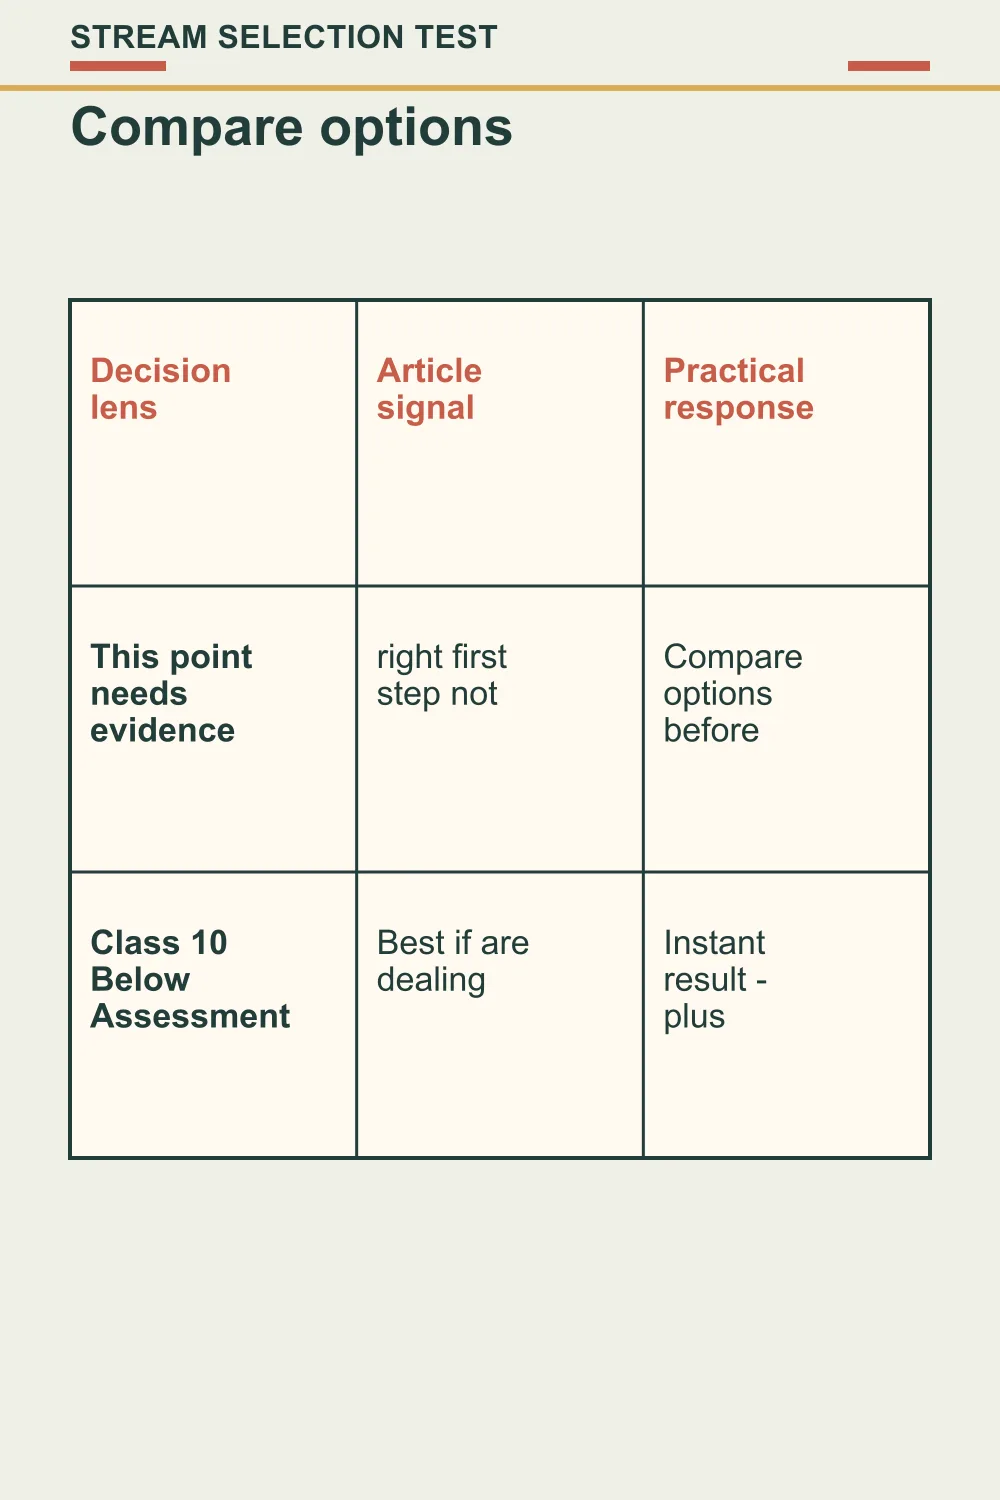 STREAM SELECTION TEST
Compare options
Decision
lens
Article
signal
Practical
response
This point
needs
evidence
right first
step not
Compare
options
before
Class 10
Below
Assessment
Best if are
dealing
Instant
result -
plus